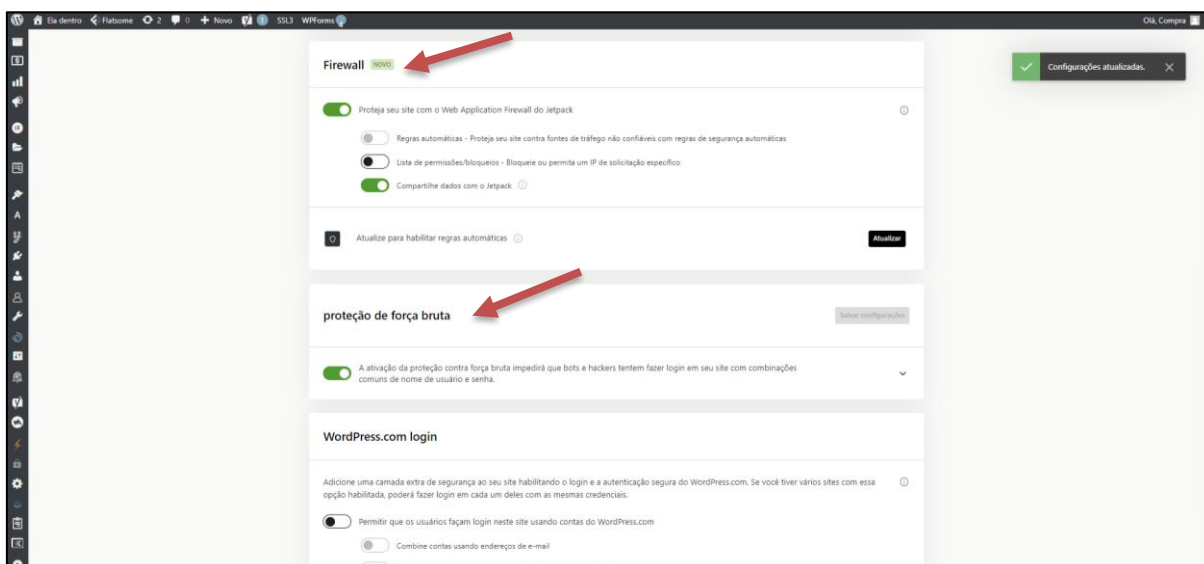 Ela dentro Flatsome 2 0 Novo 1 SSL3 WPForms Olá, Compra
Firewall NOVO
Configurações atualizadas.
Proteja seu site com o Web Application Firewall do Jetpack
Regras automáticas - Proteja seu site contra fontes de tráfego não confiáveis com regras de segurança automáticas
Lista de permissões/bloqueios - Bloqueie ou permita um IP de solicitação específico
Compartilhe dados com o Jetpack
Atualize para habilitar regras automáticas Atualizar
proteção de força bruta Salvar configurações
A ativação da proteção contra força bruta impedirá que bots e hackers tentem fazer login em seu site com combinações
comuns de nome de usuário e senha.
WordPress.com login
Adicione uma camada extra de segurança ao seu site habilitando o login e a autenticação segura do WordPress.com. Se você tiver vários sites com essa
opção habilitada, poderá fazer login em cada um deles com as mesmas credenciais.
Permitir que os usuários façam login neste site usando contas do WordPress.com
Combine contas usando endereços de e-mail